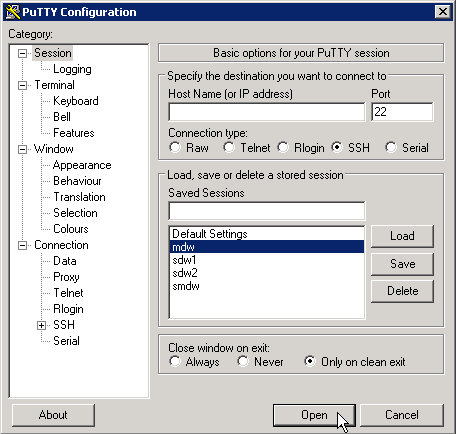 PuTTY Configuration
Category:
Session
Logging
Terminal
Keyboard
Bell
Features
Window
Appearance
Behaviour
Translation
Selection
Colours
Connection
Data
Proxy
Telnet
Rlogin
SSH
Serial
Basic options for your PuTTY session
Specify the destination you want to connect to
Host Name (or IP address) Port
22
Connection type:
Raw Telnet Rlogin SSH Serial
Load, save or delete a stored session
Saved Sessions
Default Settings
mdw
sdw1
sdw2
smdw
Load
Save
Delete
Close window on exit:
Always Never Only on clean exit
About Open Cancel